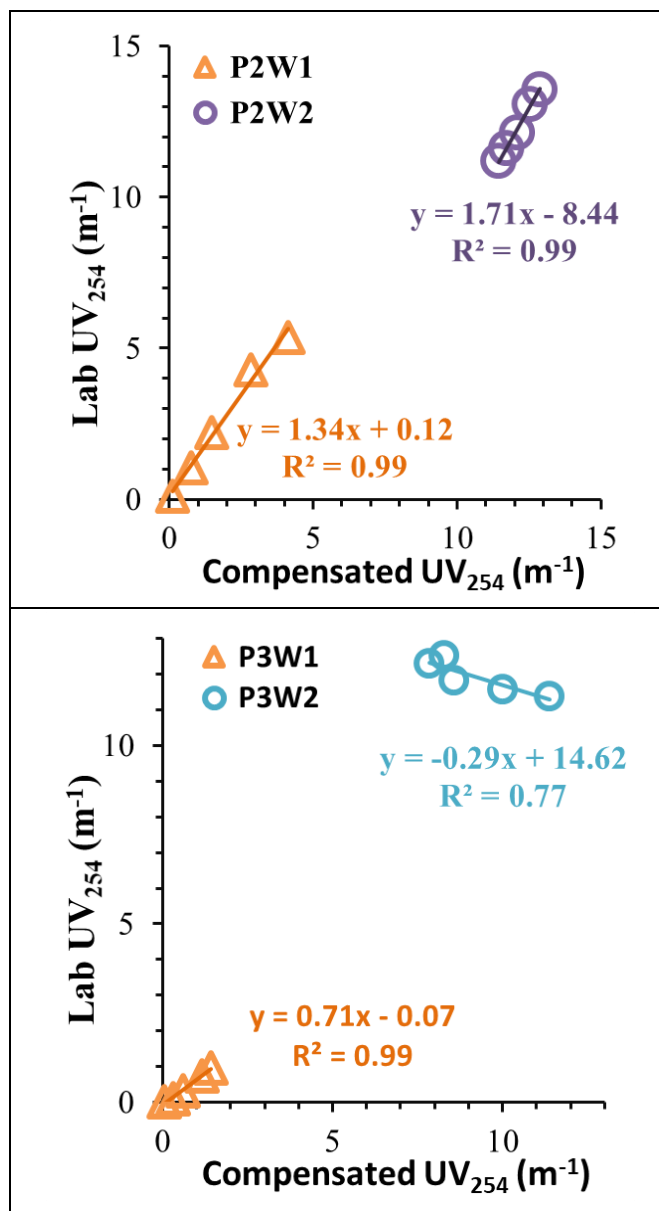 15
P2W1
P2W2
10
y = 1.71x - 8.44
R² = 0.99
Lab UV₂₅₄ (m⁻¹)
5
y = 1.34x + 0.12
R² = 0.99
0
0 5 10 15
Compensated UV₂₅₄ (m⁻¹)
P3W1
P3W2
10
y = -0.29x + 14.62
R² = 0.77
Lab UV₂₅₄ (m⁻¹)
5
y = 0.71x - 0.07
R² = 0.99
0
0 5 10
Compensated UV₂₅₄ (m⁻¹)